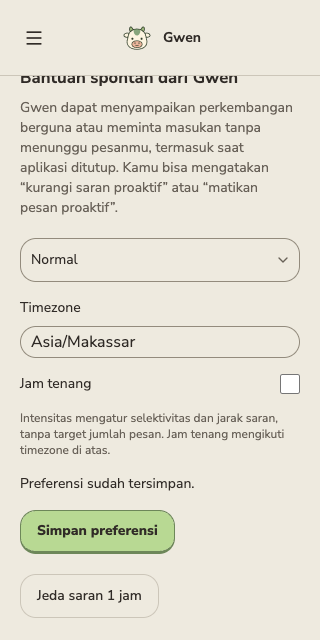 Gwen
Bantuan spontan dari Gwen
Gwen dapat menyampaikan perkembangan
berguna atau meminta masukan tanpa
menunggu pesanmu, termasuk saat
aplikasi ditutup. Kamu bisa mengatakan
“kurangi saran proaktif” atau “matikan
pesan proaktif”.
Normal
Timezone
Asia/Makassar
Jam tenang
Intensitas mengatur selektivitas dan jarak saran,
tanpa target jumlah pesan. Jam tenang mengikuti
timezone di atas.
Preferensi sudah tersimpan.
Simpan preferensi
Jeda saran 1 jam